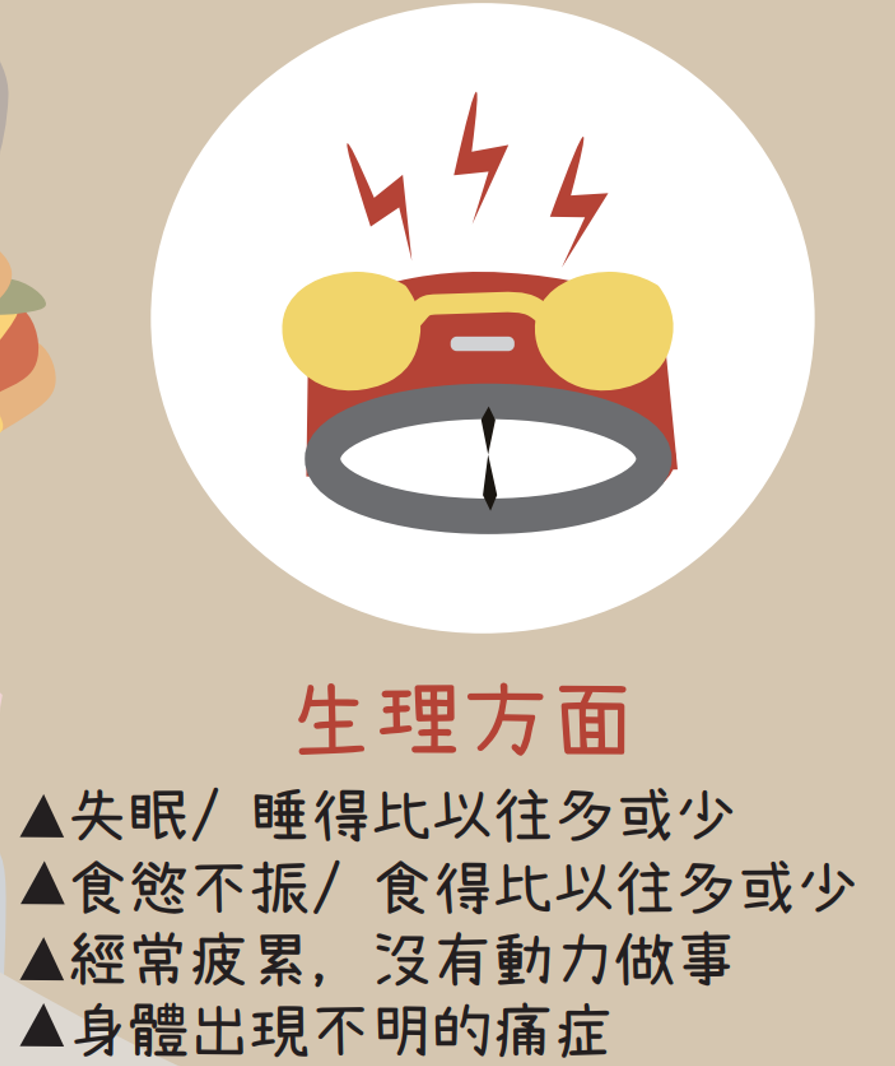 生理方面
▲失眠/ 睡得比以往多或少
▲食慾不振/ 食得比以往多或少
▲經常疲累, 沒有動力做事
▲身體出現不明的痛症